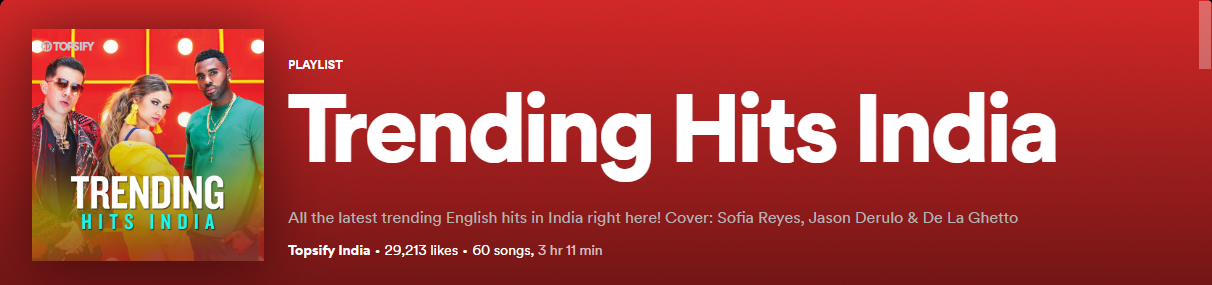 TOPSIFY
TRENDING
HITS INDIA
PLAYLIST
Trending Hits India
All the latest trending English hits in India right here! Cover: Sofia Reyes, Jason Derulo & De La Ghetto
Topsify India • 29,213 likes • 60 songs, 3 hr 11 min